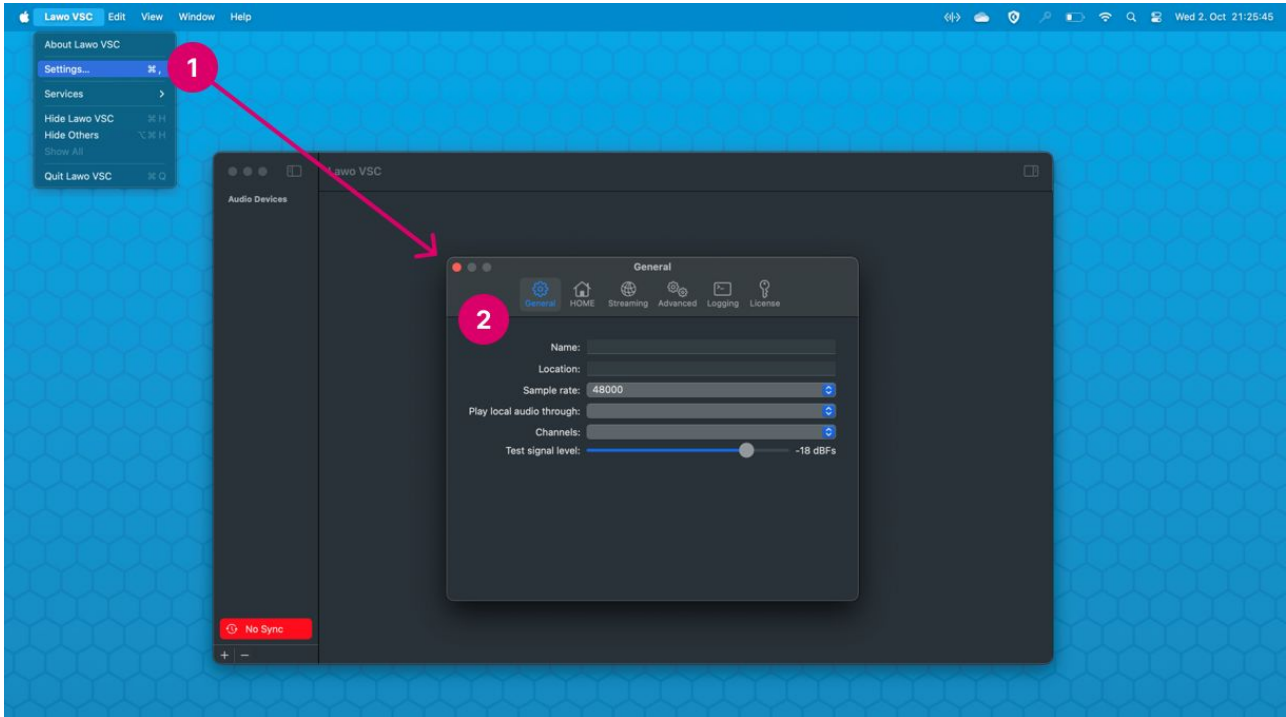 Lawo VSC Edit View Window Help Wed 2. Oct 21:25:45
About Lawo VSC
Settings... ⌘ ,
Services >
Hide Lawo VSC ⌘ H
Hide Others ⌥ ⌘ H
Show All
Quit Lawo VSC ⌘ Q
1
Lawo VSC
Audio Devices
General
General HOME Streaming Advanced Logging License
2
Name:
Location:
Sample rate: 48000
Play local audio through:
Channels:
Test signal level: -18 dBFs
No Sync
+ −